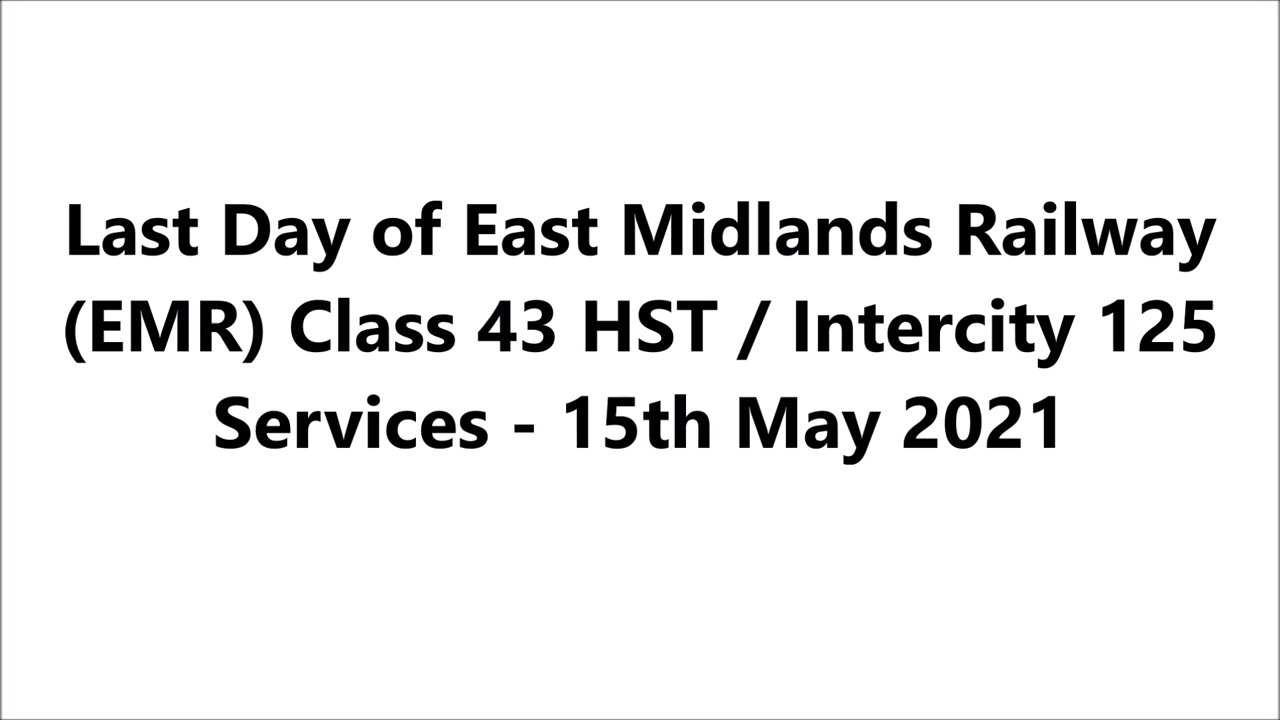 Last Day of East Midlands Railway
(EMR) Class 43 HST / Intercity 125
Services - 15th May 2021